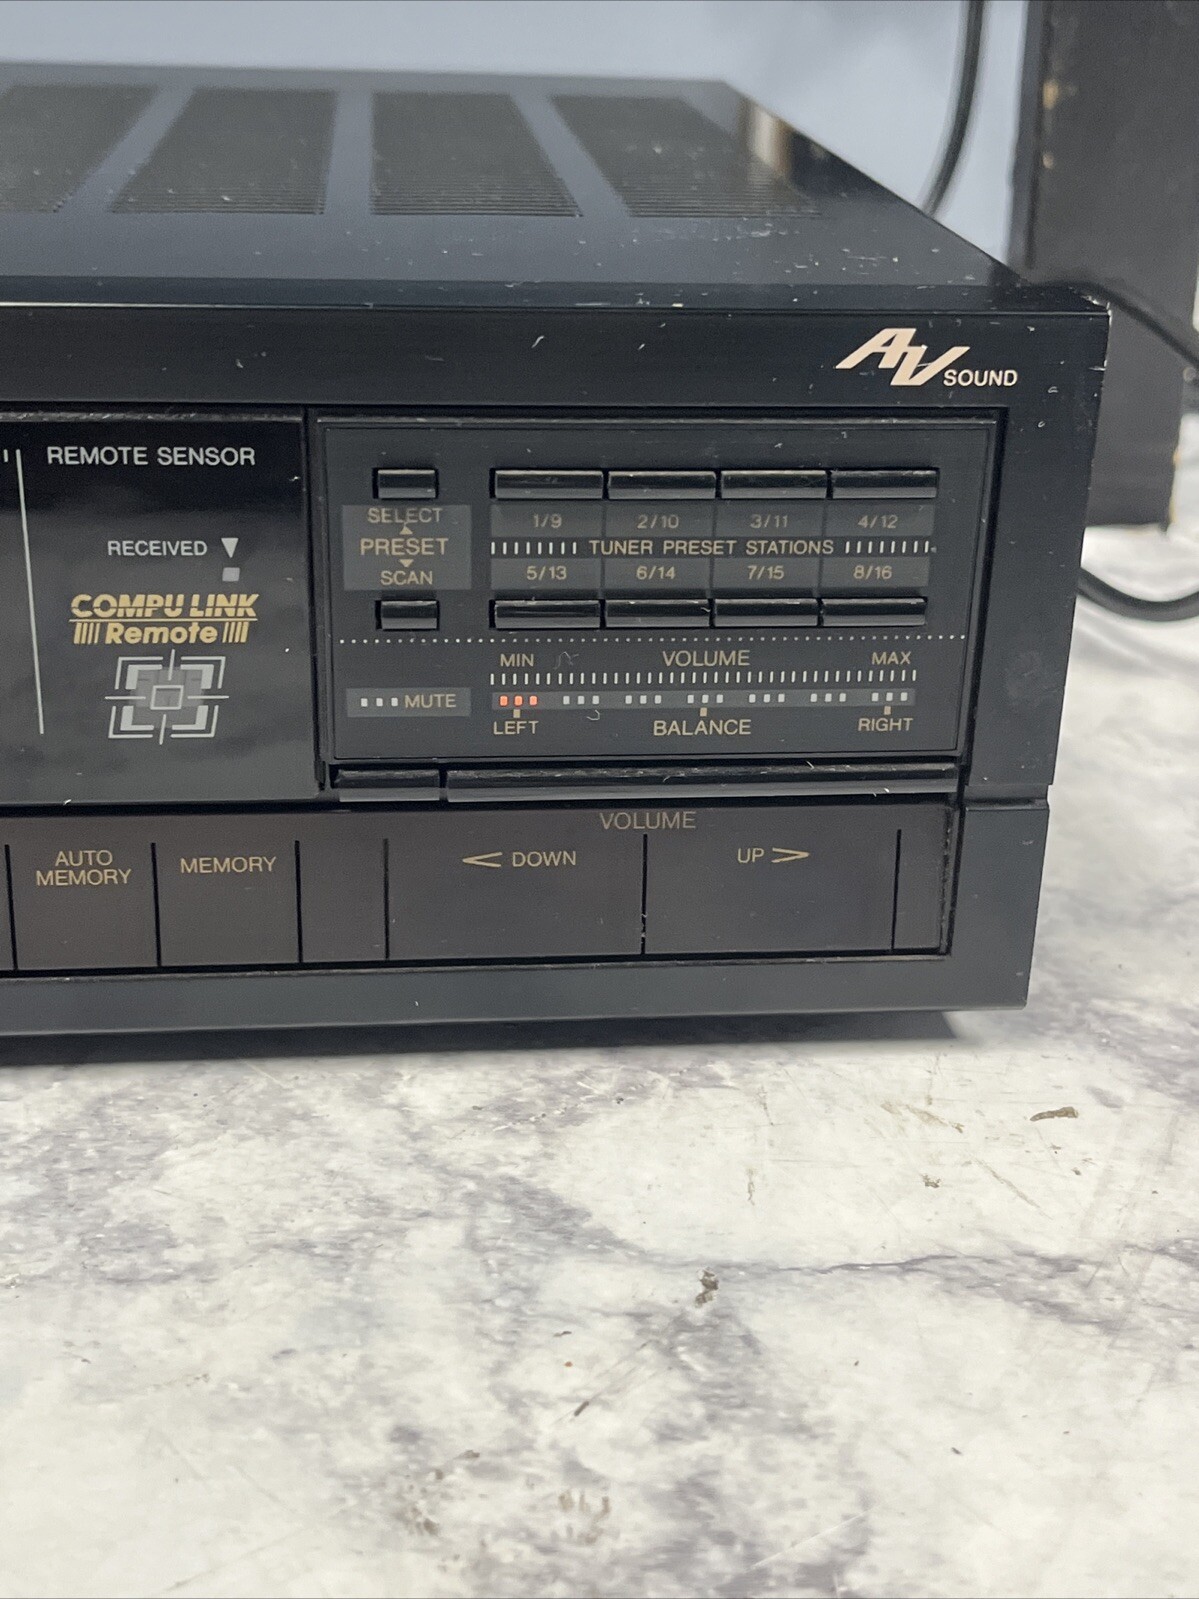 AV SOUND
REMOTE SENSOR
RECEIVED
COMPU LINK
Remote
SELECT
PRESET
SCAN
1/9 2/10 3/11 4/12
TUNER PRESET STATIONS
5/13 6/14 7/15 8/16
MIN VOLUME MAX
MUTE
LEFT BALANCE RIGHT
VOLUME
AUTO
MEMORY
MEMORY
DOWN
UP